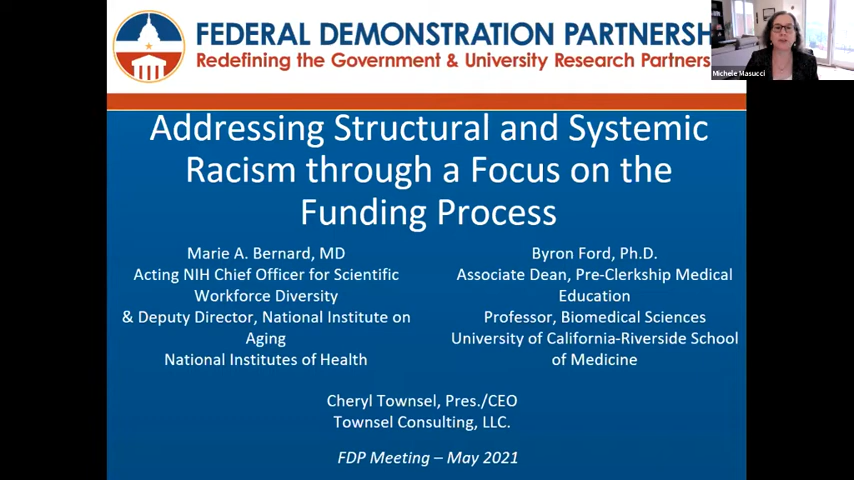 FEDERAL DEMONSTRATION PARTNERSH
Redefining the Government & University Research Partners
Michele Masucci
Addressing Structural and Systemic
Racism through a Focus on the
Funding Process
Marie A. Bernard, MD
Acting NIH Chief Officer for Scientific
Workforce Diversity
& Deputy Director, National Institute on
Aging
National Institutes of Health
Byron Ford, Ph.D.
Associate Dean, Pre-Clerkship Medical
Education
Professor, Biomedical Sciences
University of California-Riverside School
of Medicine
Cheryl Townsel, Pres./CEO
Townsel Consulting, LLC.
FDP Meeting – May 2021